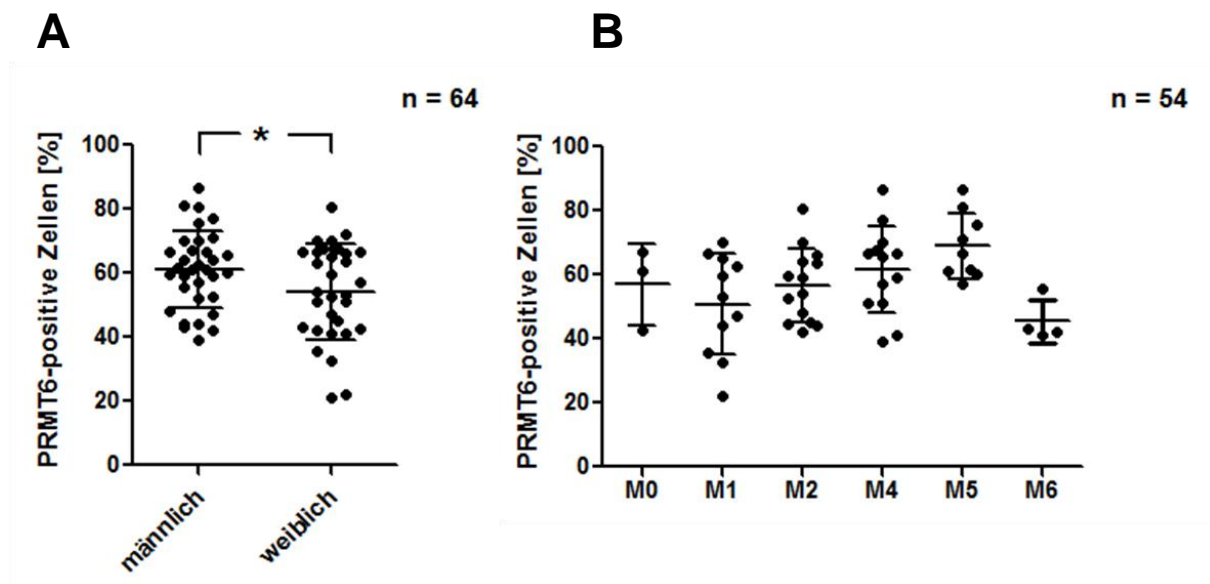 A
n = 64
PRMT6-positive Zellen [%]
100
80
60
40
20
0
*
männlich
weiblich
B
n = 54
PRMT6-positive Zellen [%]
100
80
60
40
20
0
M0
M1
M2
M4
M5
M6